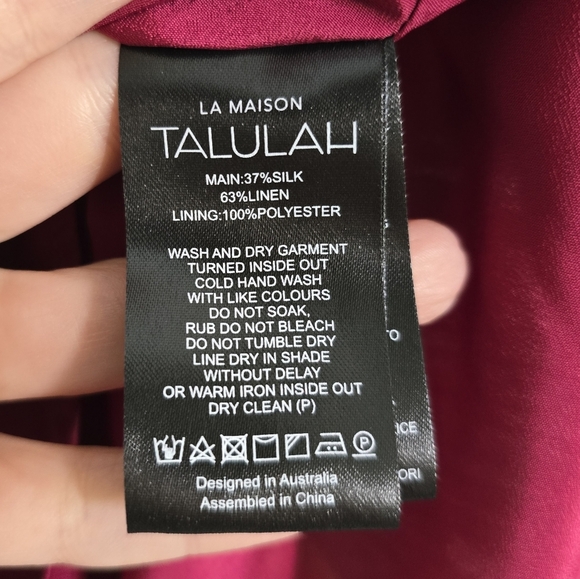 LA MAISON
TALULAH
MAIN:37%SILK
63%LINEN
LINING:100%POLYESTER
WASH AND DRY GARMENT
TURNED INSIDE OUT
COLD HAND WASH
WITH LIKE COLOURS
DO NOT SOAK,
RUB DO NOT BLEACH
DO NOT TUMBLE DRY
LINE DRY IN SHADE
WITHOUT DELAY
OR WARM IRON INSIDE OUT
DRY CLEAN (P)
P
Designed in Australia
Assembled in China